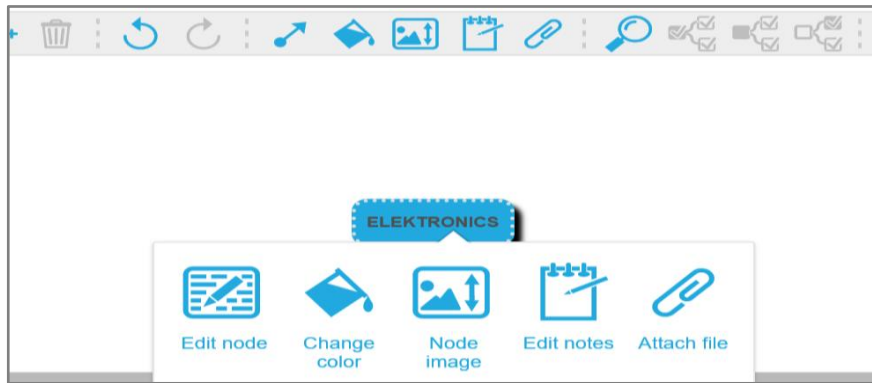 ELEKTRONICS
Edit node
Change
color
Node
image
Edit notes
Attach file